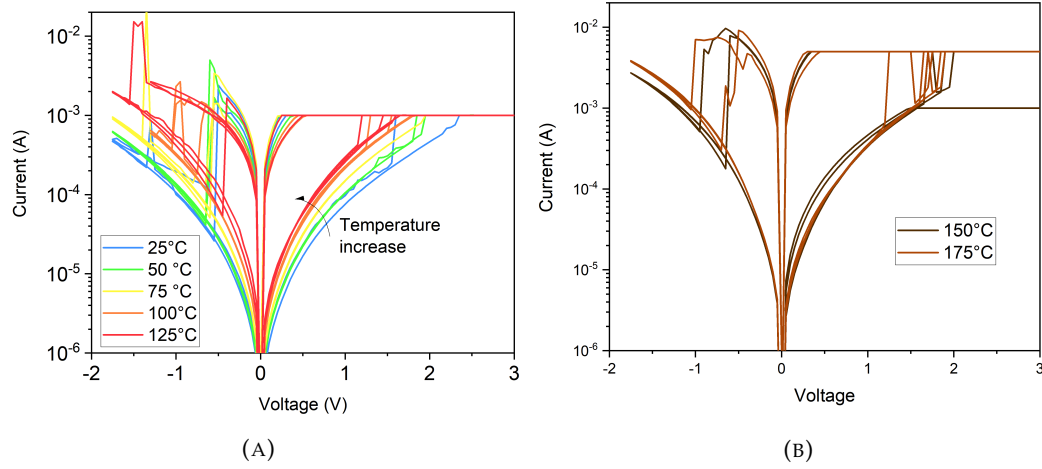 10⁻²
10⁻³
10⁻⁴
10⁻⁵
10⁻⁶
Current (A)
Temperature
increase
25°C
50 °C
75 °C
100°C
125°C
-2 -1 0 1 2 3
Voltage (V)
(A)
10⁻²
10⁻³
10⁻⁴
10⁻⁵
10⁻⁶
Current (A)
150°C
175°C
-2 -1 0 1 2 3
Voltage
(B)